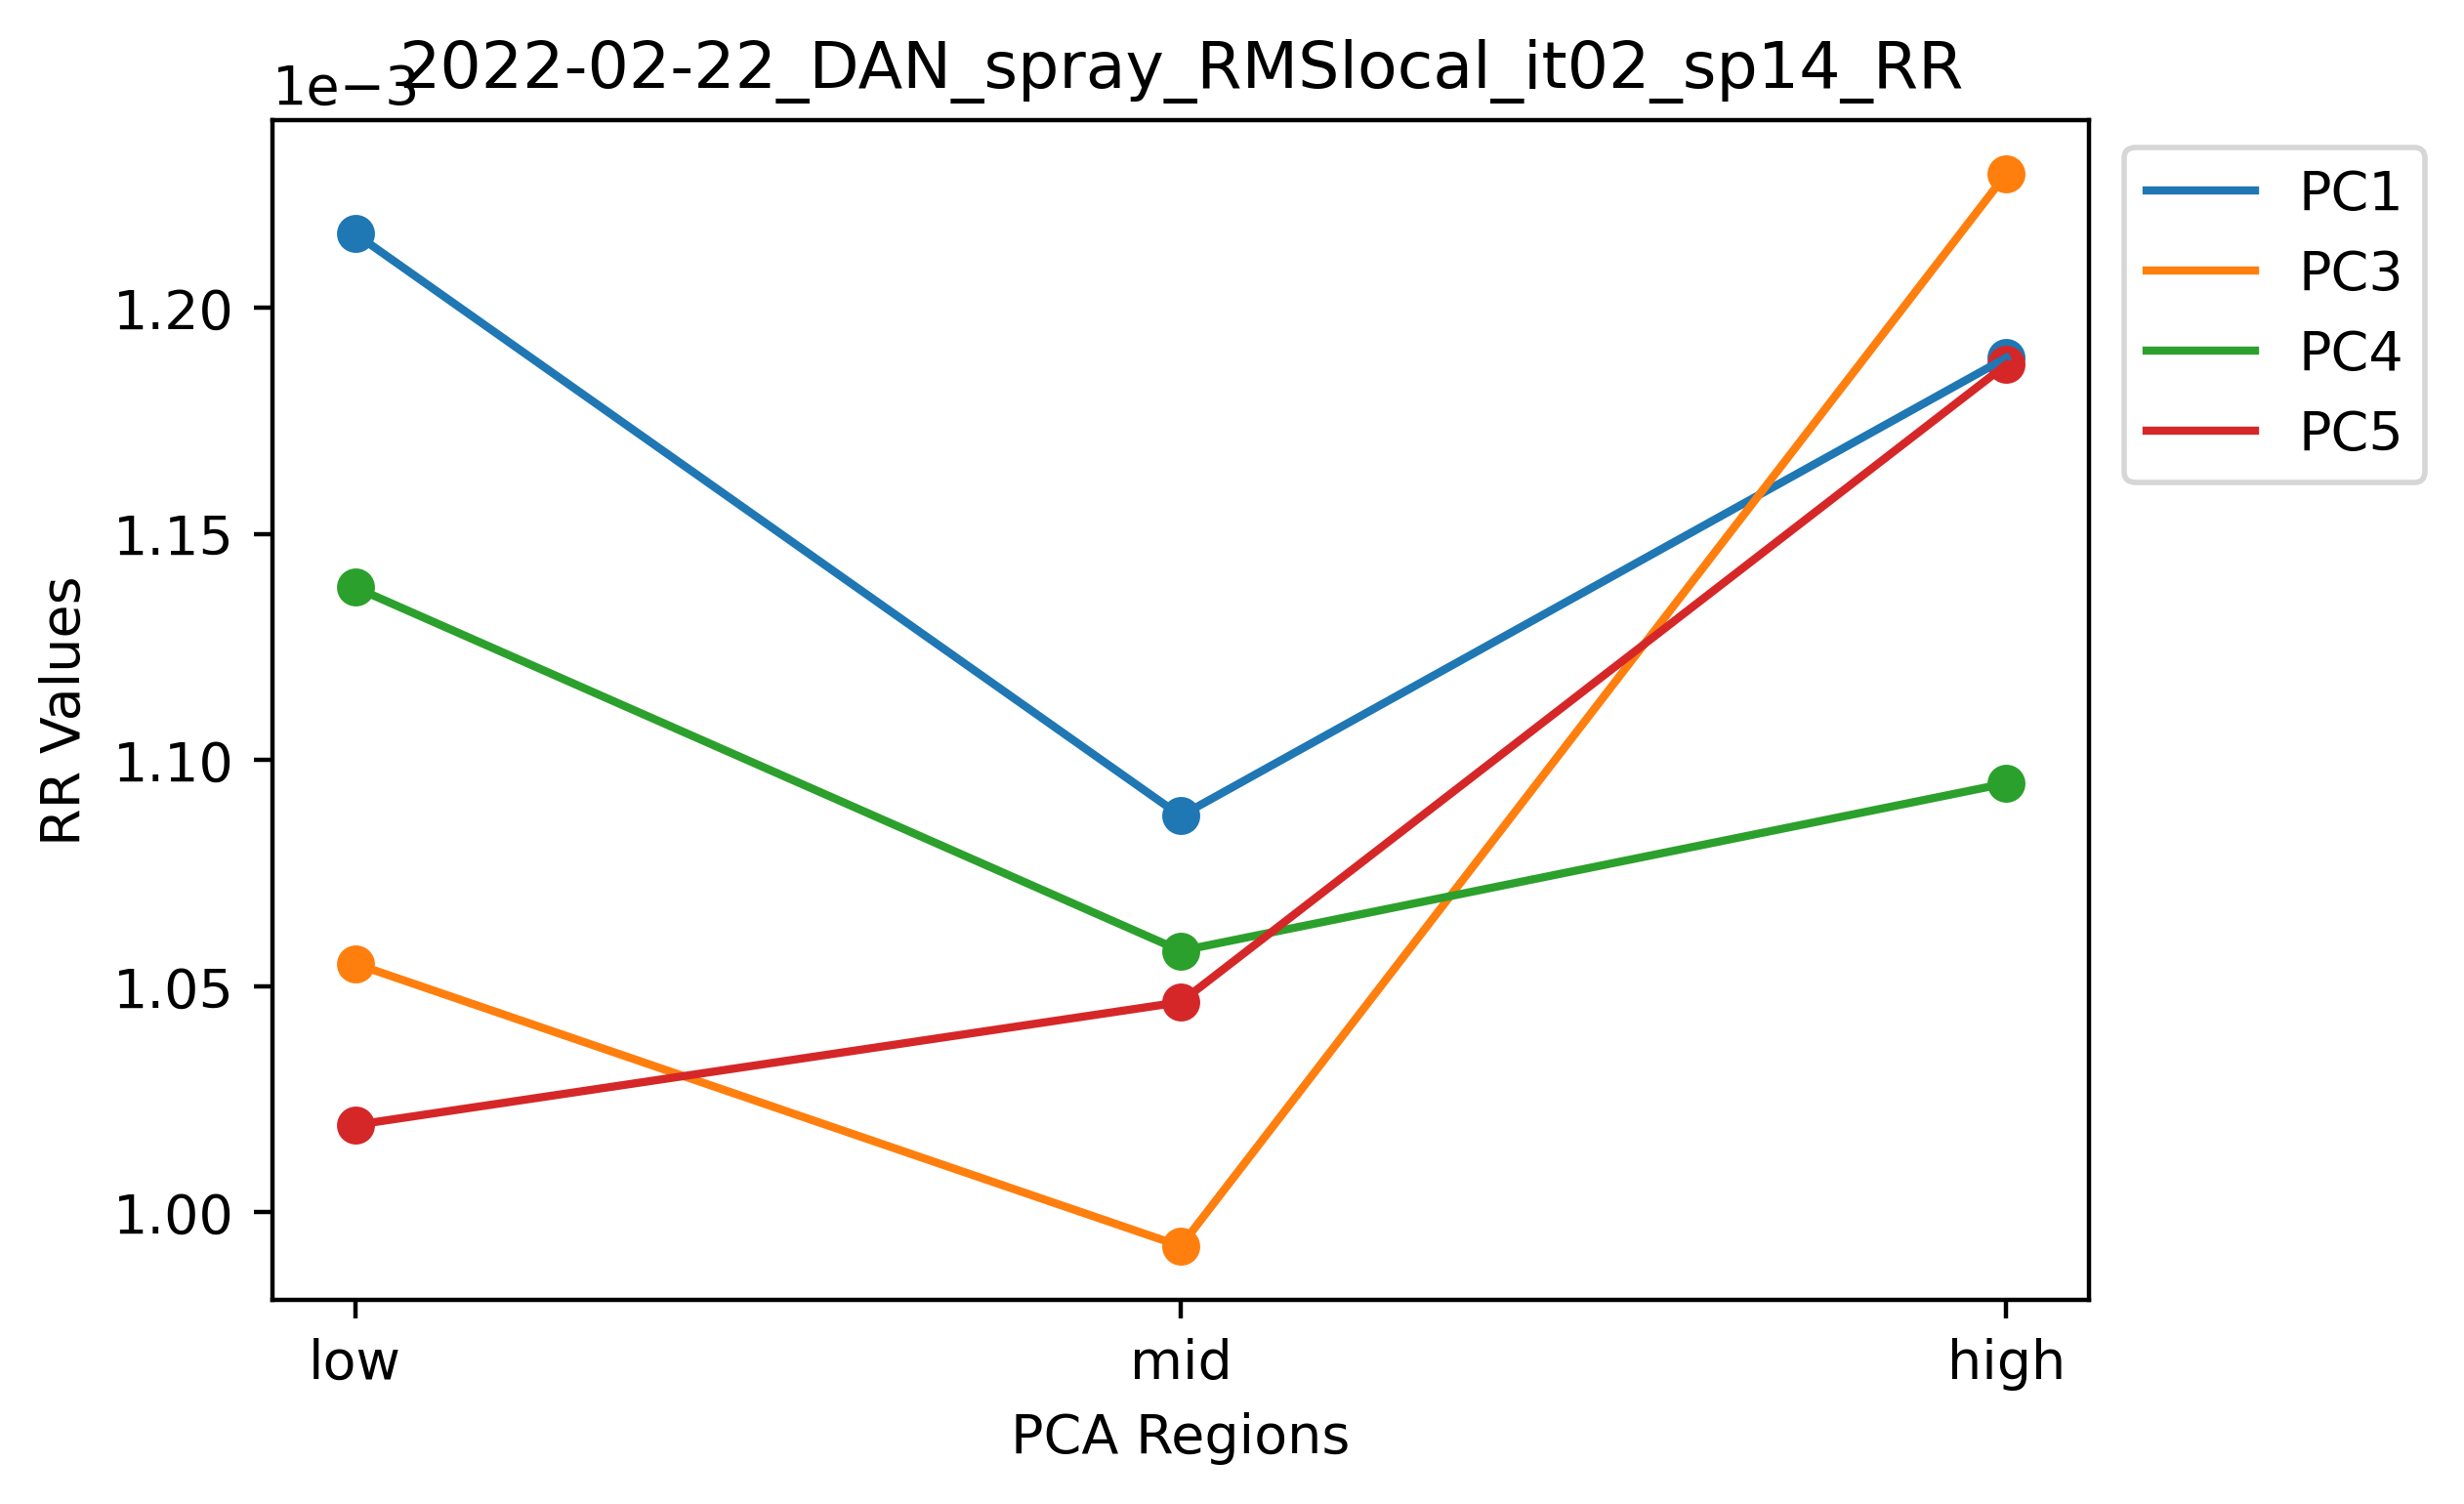 2022-02-22_DAN_spray_RMSlocal_it02_sp14_RR
1e−3
1.20
1.15
1.10
1.05
1.00
RR Values
low
mid
high
PCA Regions
PC1
PC3
PC4
PC5